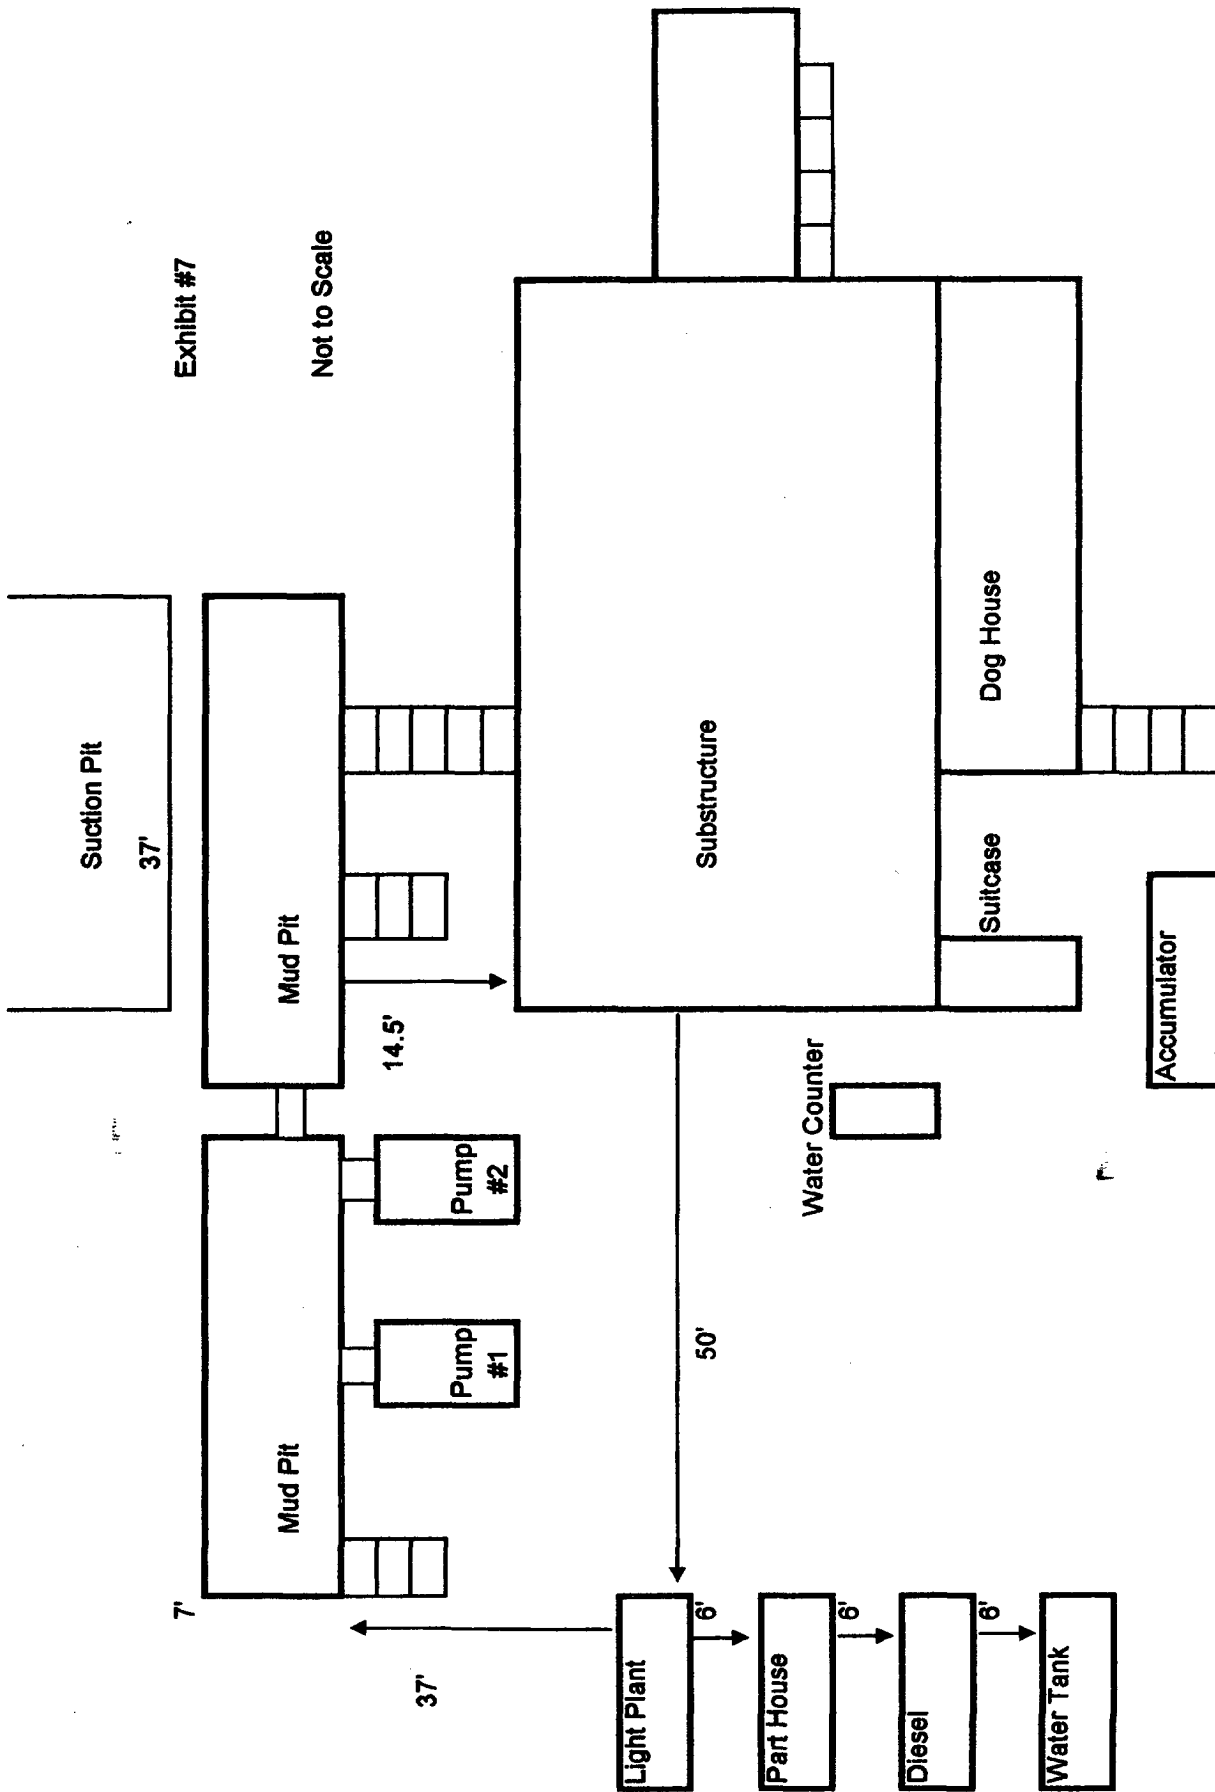 Exhibit #7
Not to Scale
Suction Pit
37'
7'
Mud Pit
Mud Pit
37'
Pump
#1
Pump
#2
14.5'
Light Plant
6'
Part House
6'
Diesel
6'
Water Tank
50'
Substructure
Water Counter
Suitcase
Dog House
Accumulator